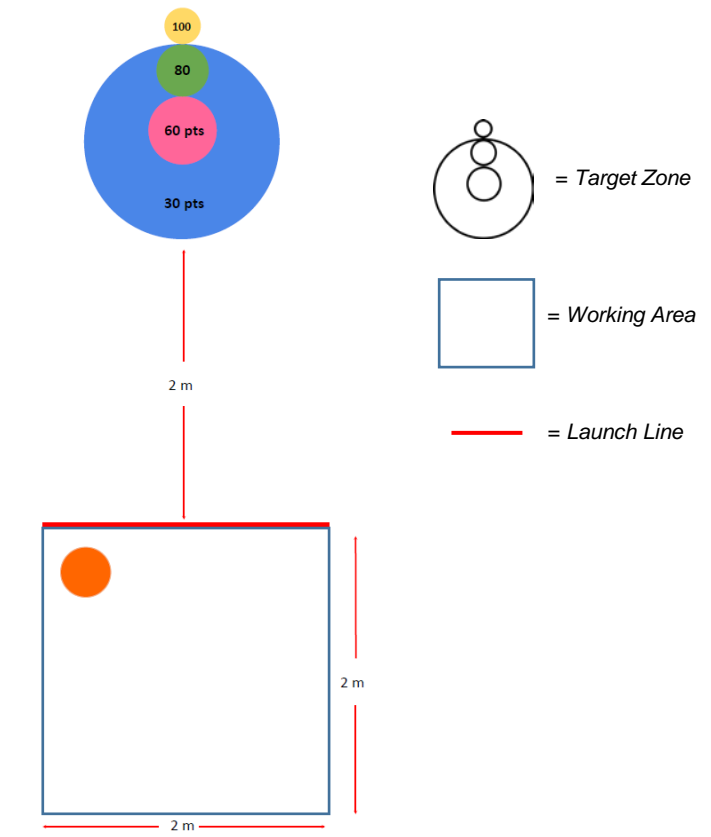 100
80
60 pts
30 pts
= Target Zone
= Working Area
2 m
= Launch Line
2 m
2 m